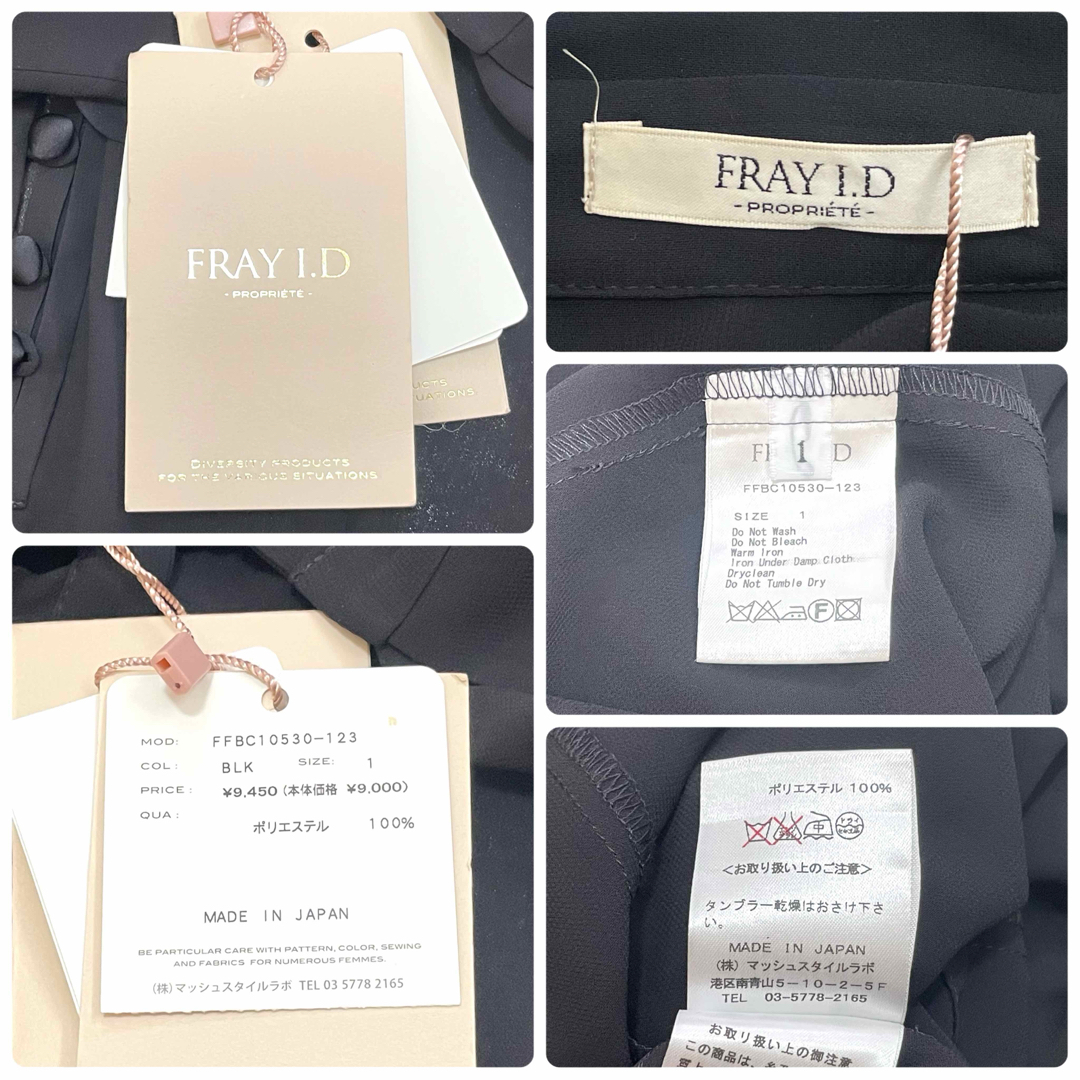 FRAY I.D
- PROPRIÉTÉ -
DIVERSITY PRODUCTS
FOR THE VARIOUS SITUATIONS
UCTS
UATIONS
FRAY I.D
- PROPRIÉTÉ -
1
FFBC10530-123
SIZE 1
Do Not Wash
Do Not Bleach
Warm Iron
Iron Under Damp Cloth
Dryclean
Do Not Tumble Dry
F
MOD: FFBC10530-123
COL: BLK SIZE: 1
PRICE: ¥9,450 (本体価格 ¥9,000)
QUA:
ポリエステル 100%
MADE IN JAPAN
BE PARTICULAR CARE WITH PATTERN, COLOR, SEWING
AND FABRICS FOR NUMEROUS FEMMES.
(株)マッシュスタイルラボ TEL 03 5778 2165
ポリエステル 100%
中
<お取り扱い上のご注意>
タンブラー乾燥はおさけ下さ
い。
MADE IN JAPAN
(株)マッシュスタイルラボ
港区南青山5-10-2-5F
TEL 03-5778-2165
お取り扱い上の御注意
この商品は、